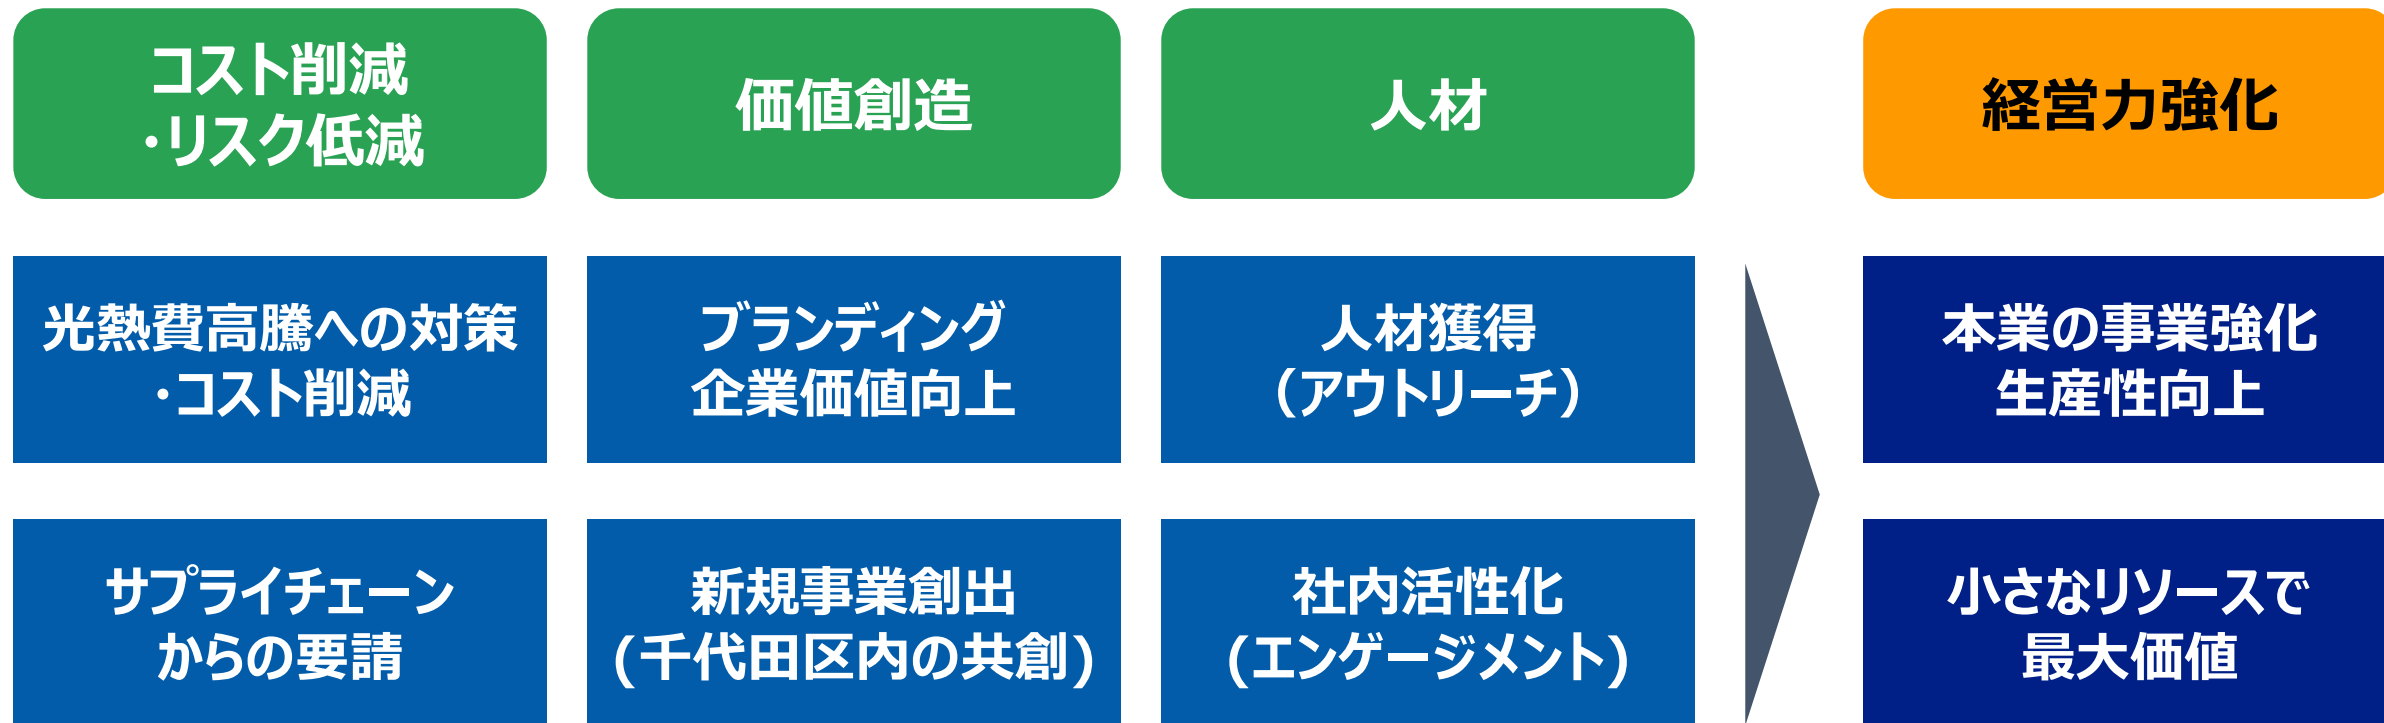 コスト削減
・リスク低減
価値創造
人材
経営力強化
光熱費高騰への対策
・コスト削減
ブランディング
企業価値向上
人材獲得
（アウトリーチ）
本業の事業強化
生産性向上
サプライチェーン
からの要請
新規事業創出
(千代田区内の共創)
社内活性化
(エンゲージメント)
小さなリソースで
最大価値